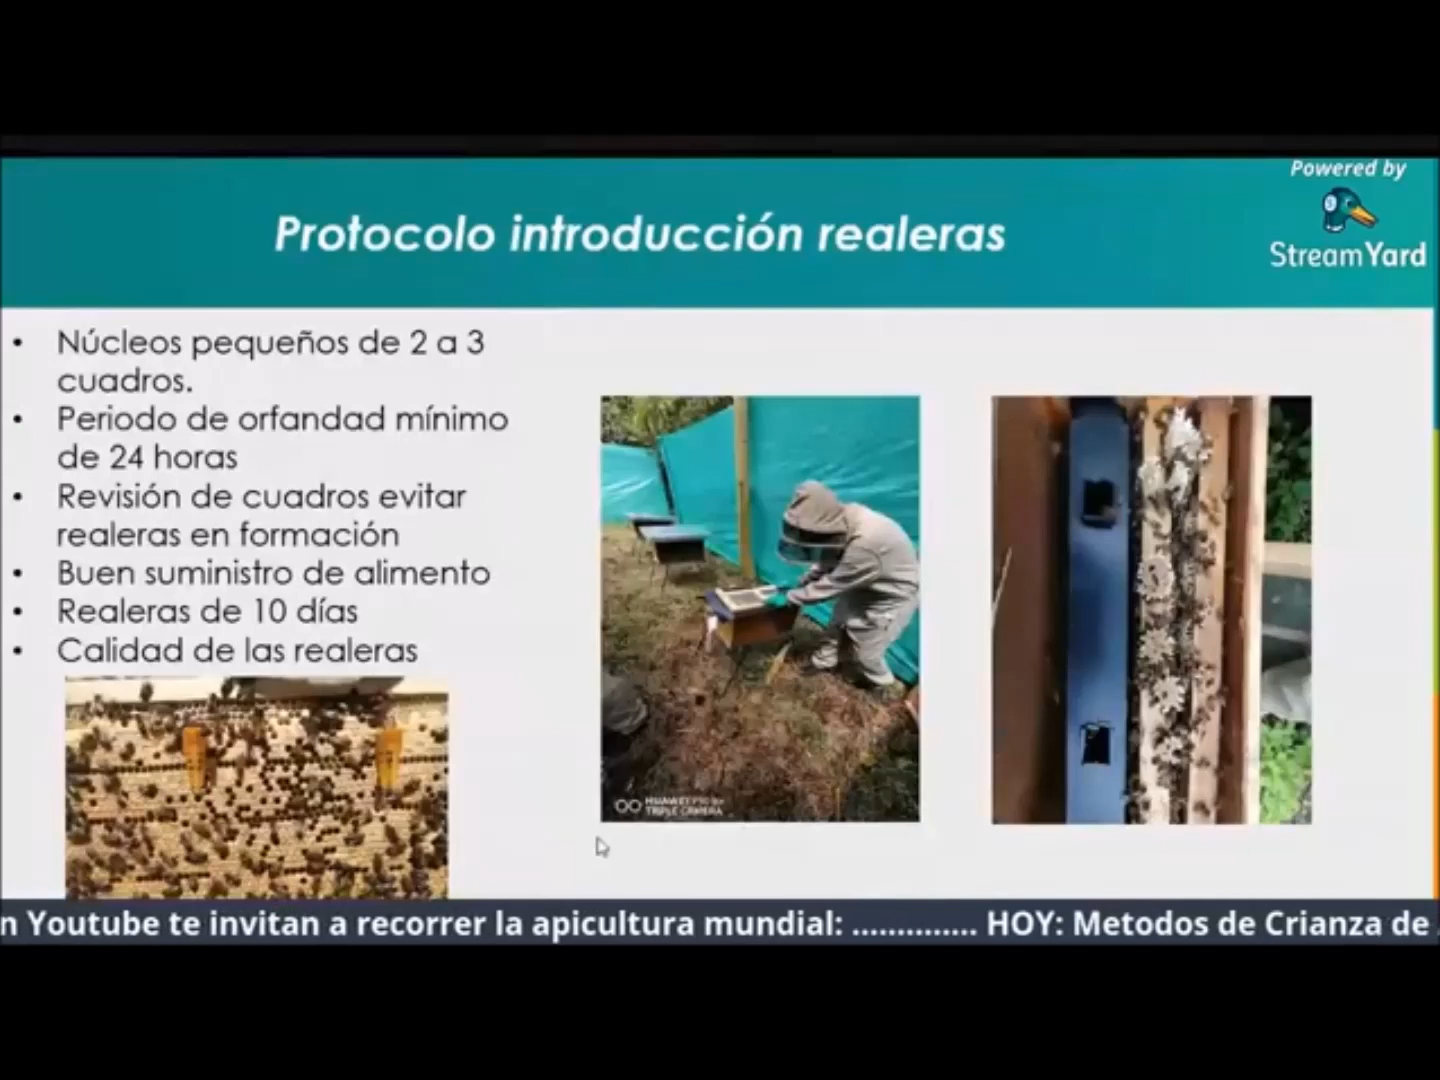 Powered by
StreamYard
Protocolo introducción realeras
• Núcleos pequeños de 2 a 3
cuadros.
• Periodo de orfandad mínimo
de 24 horas
• Revisión de cuadros evitar
realeras en formación
• Buen suministro de alimento
• Realeras de 10 días
• Calidad de las realeras
TRIPLE CAMERA
n Youtube te invitan a recorrer la apicultura mundial: .............. HOY: Metodos de Crianza de